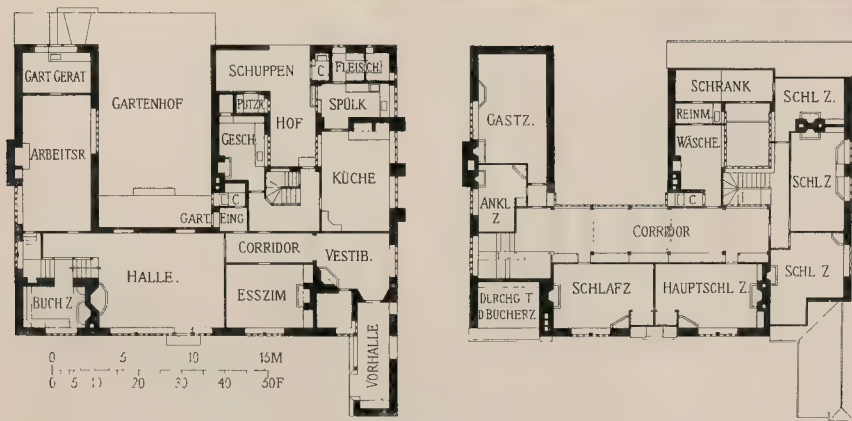 GART GERÄT
GARTENHOF
ARBEITSR
SCHUPPEN
C
FLEISCH
PUTZR
HOF
SPÜLK
GESCH
KÜCHE
C
GART. EING
CORRIDOR
VESTIB.
HALLE.
BUCH Z
ESSZIM
VORHALLE
0 5 10 15M
0 5 10 20 30 40 50F
GASTZ.
ANKL
Z
SCHRANK
REINM.
WÄSCHE.
C
SCHL Z.
SCHL Z
SCHL Z
CORRIDOR
SCHLAFZ
HAUPTSCHL Z
DURCHG T
D BÜCHERZ.